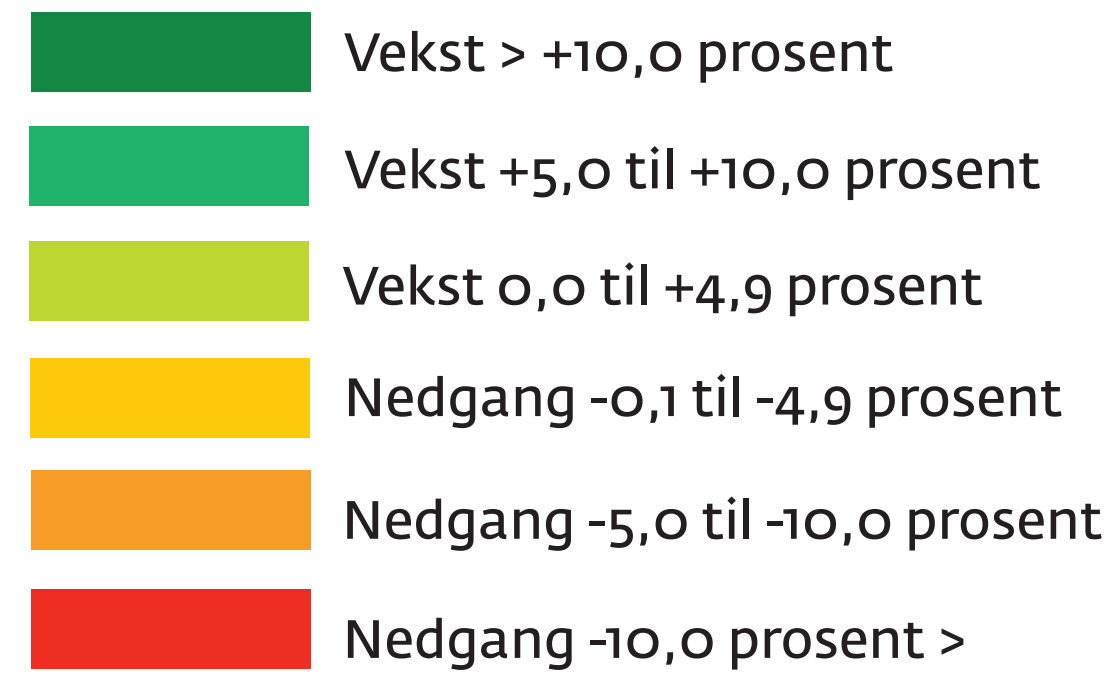 Vekst > +10,0 prosent
Vekst +5,0 til +10,0 prosent
Vekst 0,0 til +4,9 prosent
Nedgang -0,1 til -4,9 prosent
Nedgang -5,0 til -10,0 prosent
Nedgang -10,0 prosent >